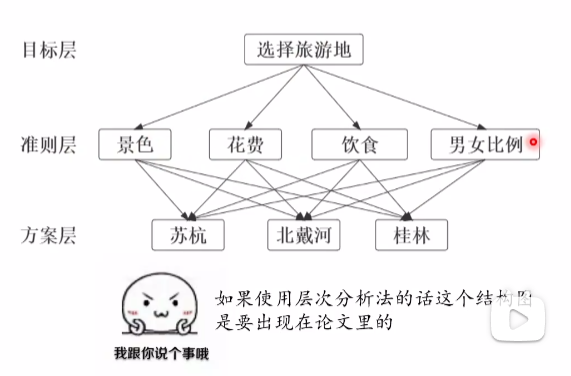 目标层
选择旅游地
准则层
景色
花费
饮食
男女比例
方案层
苏杭
北戴河
桂林
如果使用层次分析法的话这个结构图
是要出现在论文里的
我跟你说个事哦